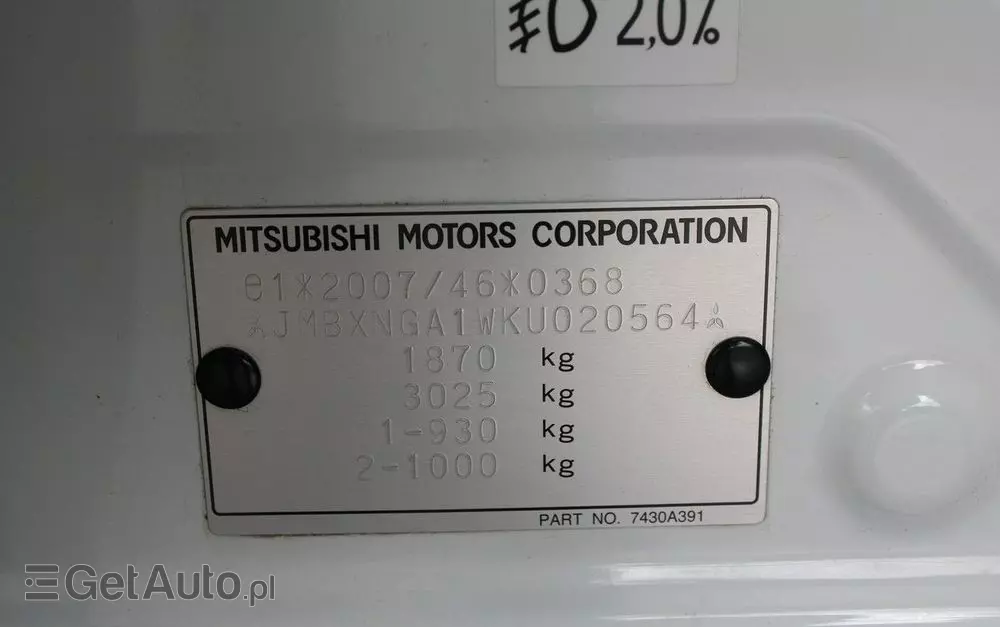 2,0%
MITSUBISHI MOTORS CORPORATION
e1*2007/46*0368
JMBXNGA1WKU020564
1870 kg
3025 kg
1-930 kg
2-1000 kg
PART NO. 7430A391
GetAuto.pl